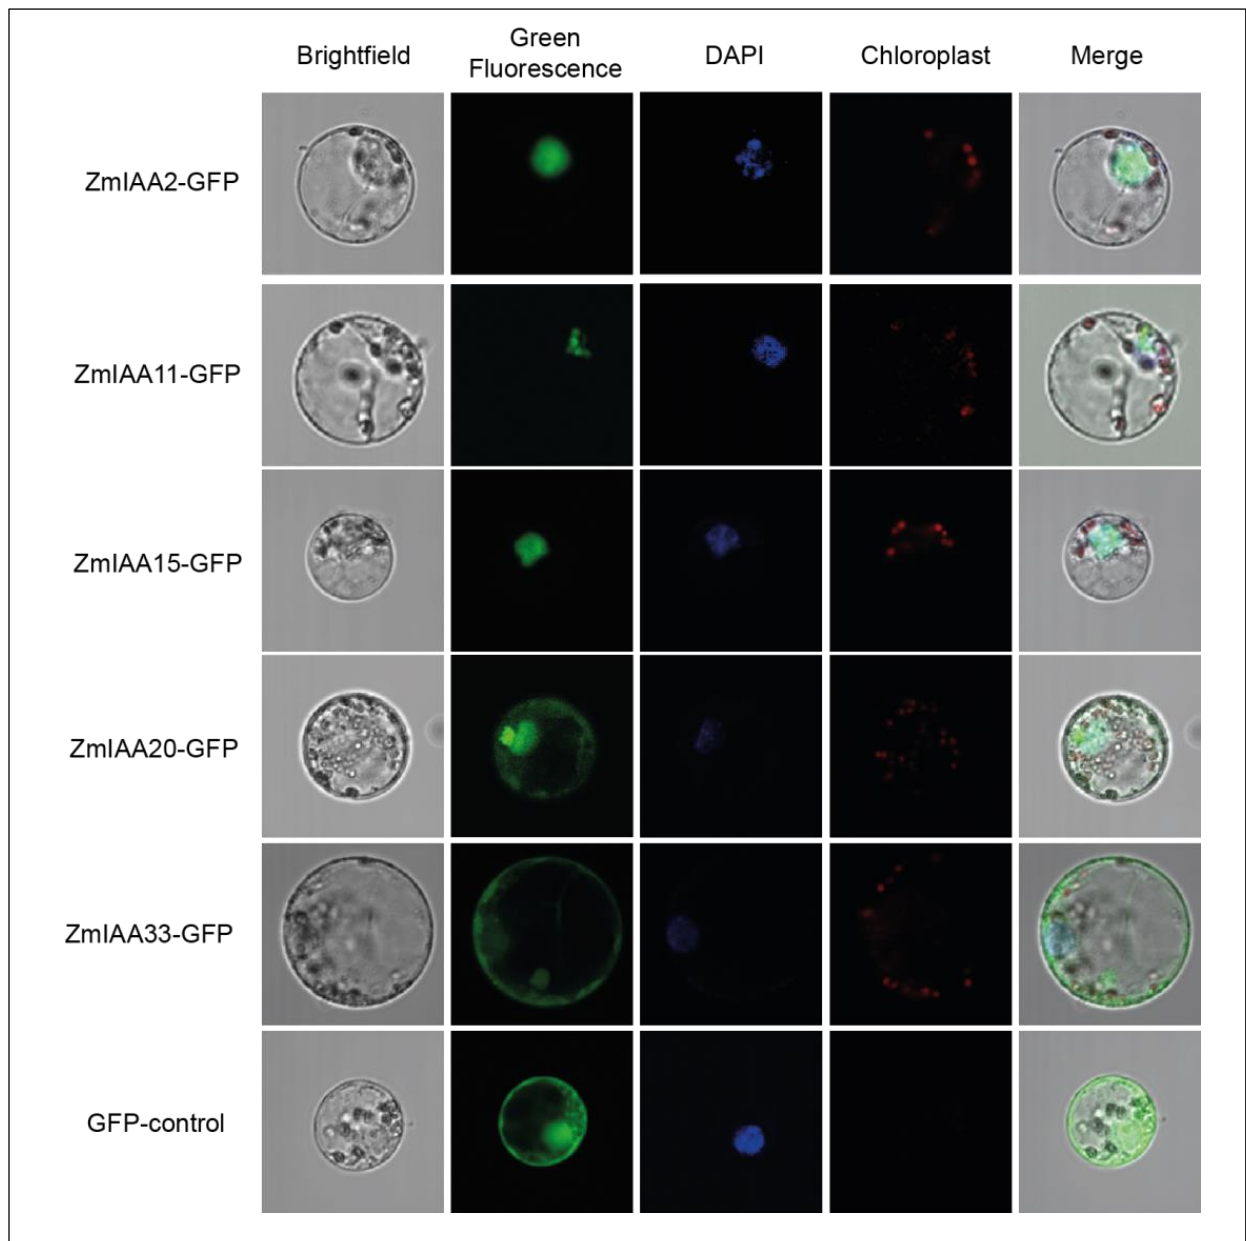 Brightfield
Green
Fluorescence
DAPI
Chloroplast
Merge
ZmIAA2-GFP
ZmIAA11-GFP
ZmIAA15-GFP
ZmIAA20-GFP
ZmIAA33-GFP
GFP-control